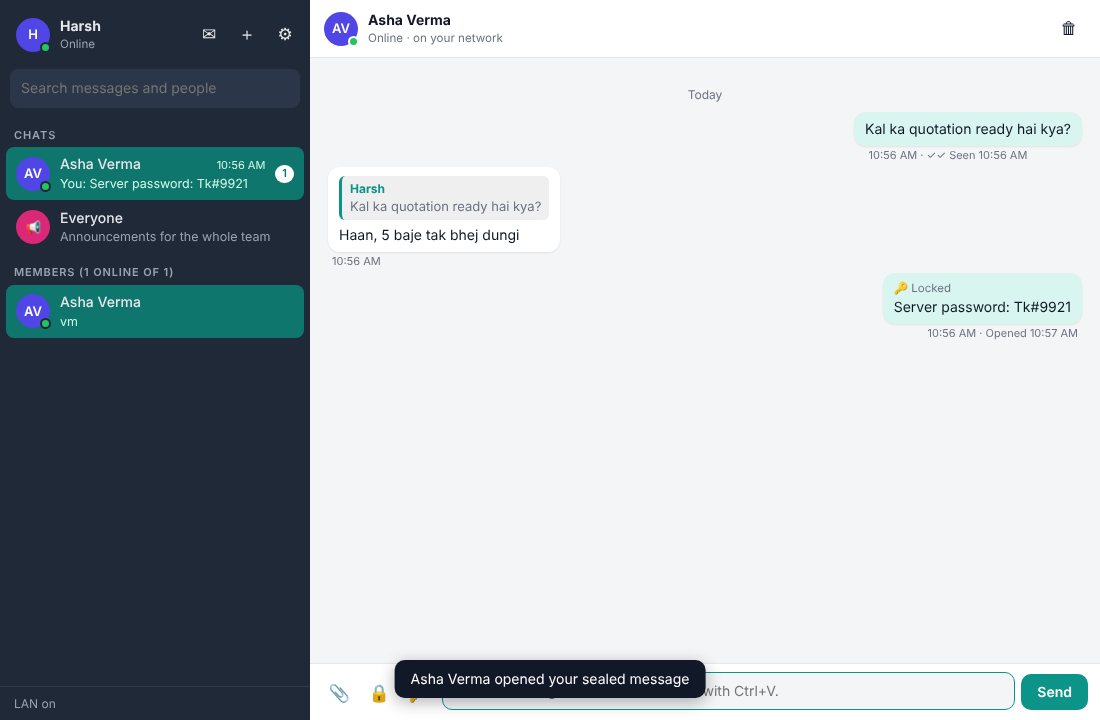 H
Harsh
Online
Search messages and people
CHATS
AV
Asha Verma
10:56 AM
You: Server password: Tk#9921
1
Everyone
Announcements for the whole team
MEMBERS (1 ONLINE OF 1)
AV
Asha Verma
vm
LAN on
AV
Asha Verma
Online · on your network
Today
Kal ka quotation ready hai kya?
10:56 AM · ✓✓ Seen 10:56 AM
Harsh
Kal ka quotation ready hai kya?
Haan, 5 baje tak bhej dungi
10:56 AM
🔑 Locked
Server password: Tk#9921
10:56 AM · Opened 10:57 AM
Asha Verma opened your sealed message
with Ctrl+V.
Send